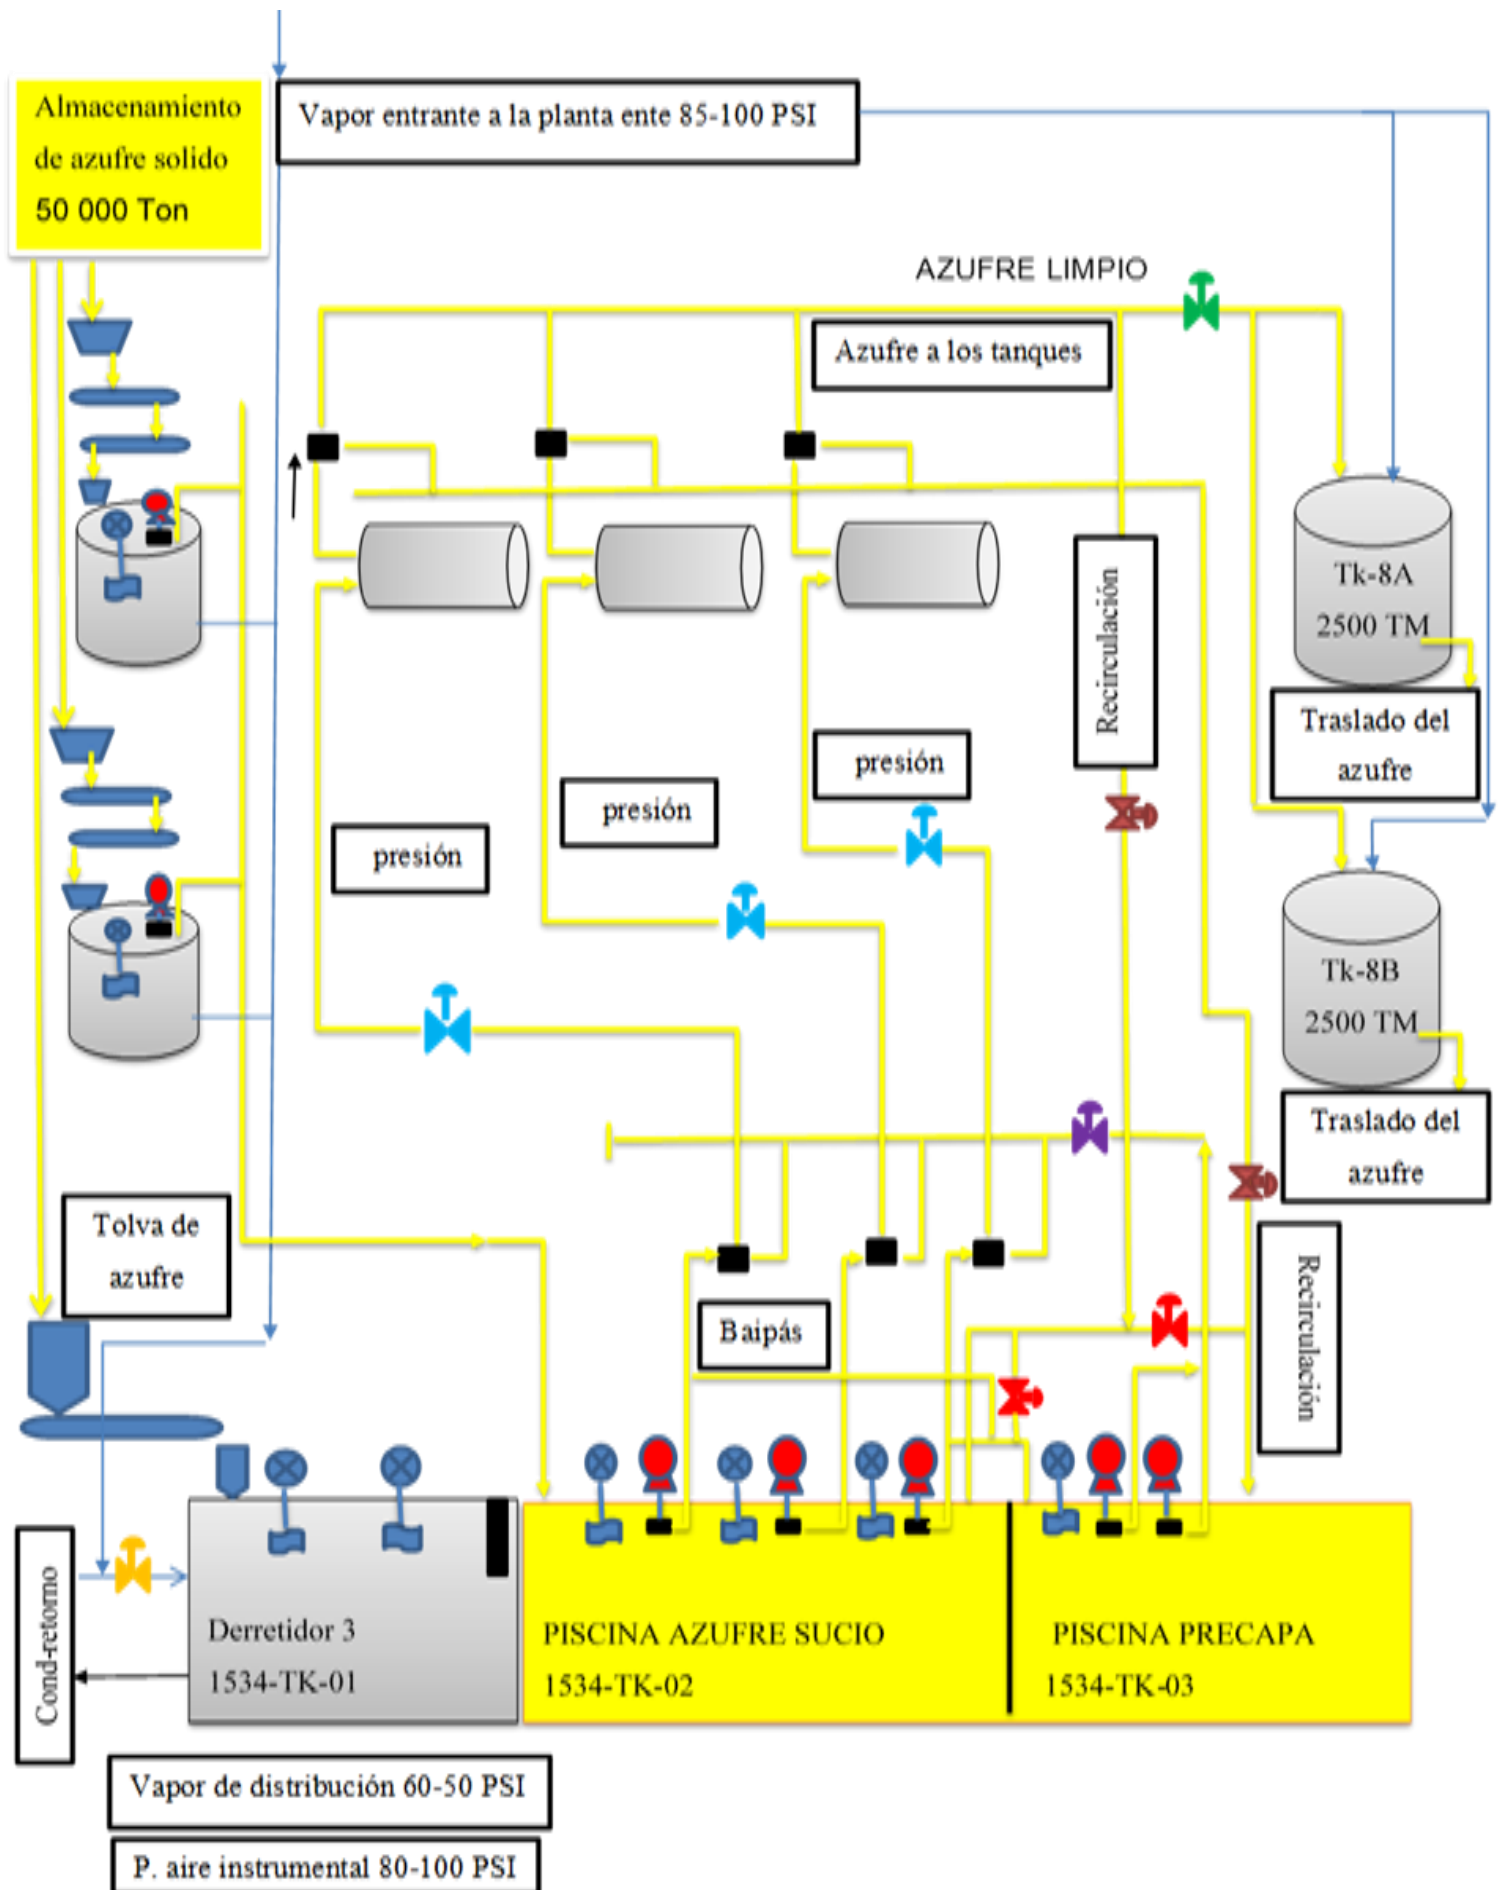 Almacenamiento
de azufre solido
50 000 Ton
Vapor entrante a la planta ente 85-100 PSI
AZUFRE LIMPIO
Azufre a los tanques
Recirculación
Tk-8A
2500 TM
Traslado del
azufre
presión
presión
presión
Tk-8B
2500 TM
Traslado del
azufre
Tolva de
azufre
Baipás
Recirculación
Cond-retorno
Derretidor 3
1534-TK-01
PISCINA AZUFRE SUCIO
1534-TK-02
PISCINA PRECAPA
1534-TK-03
Vapor de distribución 60-50 PSI
P. aire instrumental 80-100 PSI